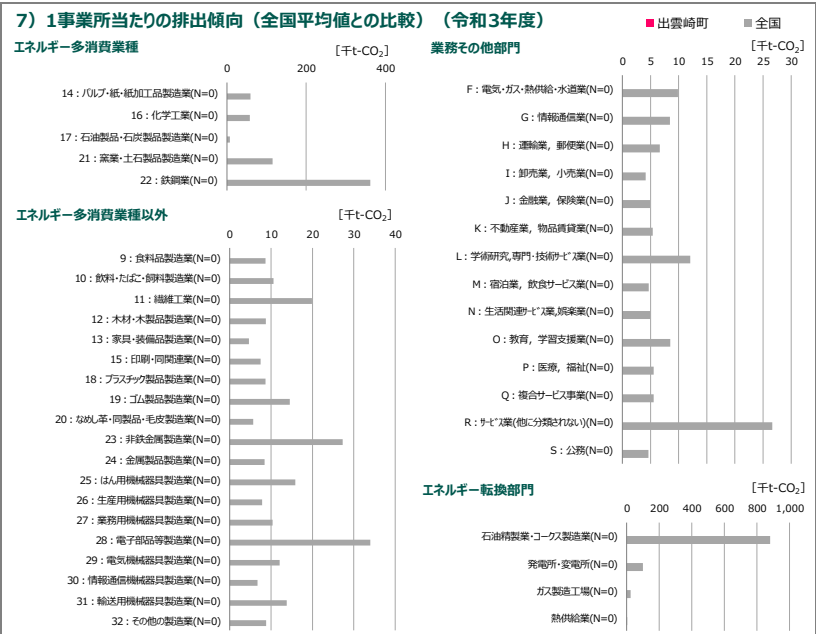 7）1事業所当たりの排出傾向（全国平均値との比較）（令和3年度）
■出雲崎町 ■全国
エネルギー多消費業種
［千t-CO₂］
0 200 400
14：パルプ・紙・紙加工品製造業(N=0)
16：化学工業(N=0)
17：石油製品・石炭製品製造業(N=0)
21：窯業・土石製品製造業(N=0)
22：鉄鋼業(N=0)
エネルギー多消費業種以外
［千t-CO₂］
0 10 20 30 40
9：食料品製造業(N=0)
10：飲料・たばこ・飼料製造業(N=0)
11：繊維工業(N=0)
12：木材・木製品製造業(N=0)
13：家具・装備品製造業(N=0)
15：印刷・同関連業(N=0)
18：プラスチック製品製造業(N=0)
19：ゴム製品製造業(N=0)
20：なめし革・同製品・毛皮製造業(N=0)
23：非鉄金属製造業(N=0)
24：金属製品製造業(N=0)
25：はん用機械器具製造業(N=0)
26：生産用機械器具製造業(N=0)
27：業務用機械器具製造業(N=0)
28：電子部品等製造業(N=0)
29：電気機械器具製造業(N=0)
30：情報通信機械器具製造業(N=0)
31：輸送用機械器具製造業(N=0)
32：その他の製造業(N=0)
業務その他部門
［千t-CO₂］
0 5 10 15 20 25 30
F：電気・ガス・熱供給・水道業(N=0)
G：情報通信業(N=0)
H：運輸業，郵便業(N=0)
I：卸売業，小売業(N=0)
J：金融業，保険業(N=0)
K：不動産業，物品賃貸業(N=0)
L：学術研究,専門・技術ｻｰﾋﾞｽ業(N=0)
M：宿泊業，飲食サービス業(N=0)
N：生活関連ｻｰﾋﾞｽ業,娯楽業(N=0)
O：教育，学習支援業(N=0)
P：医療，福祉(N=0)
Q：複合サービス事業(N=0)
R：ｻｰﾋﾞｽ業(他に分類されない)(N=0)
S：公務(N=0)
エネルギー転換部門
［千t-CO₂］
0 200 400 600 800 1,000
石油精製業・コークス製造業(N=0)
発電所・変電所(N=0)
ガス製造工場(N=0)
熱供給業(N=0)